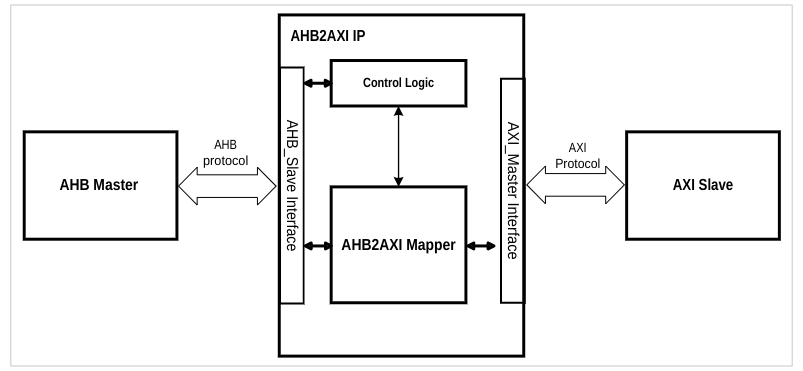 AHB2AXI IP
Control Logic
AHB
protocol
AHB_Slave Interface
AXI_Master Interface
AXI
Protocol
AHB Master
AXI Slave
AHB2AXI Mapper